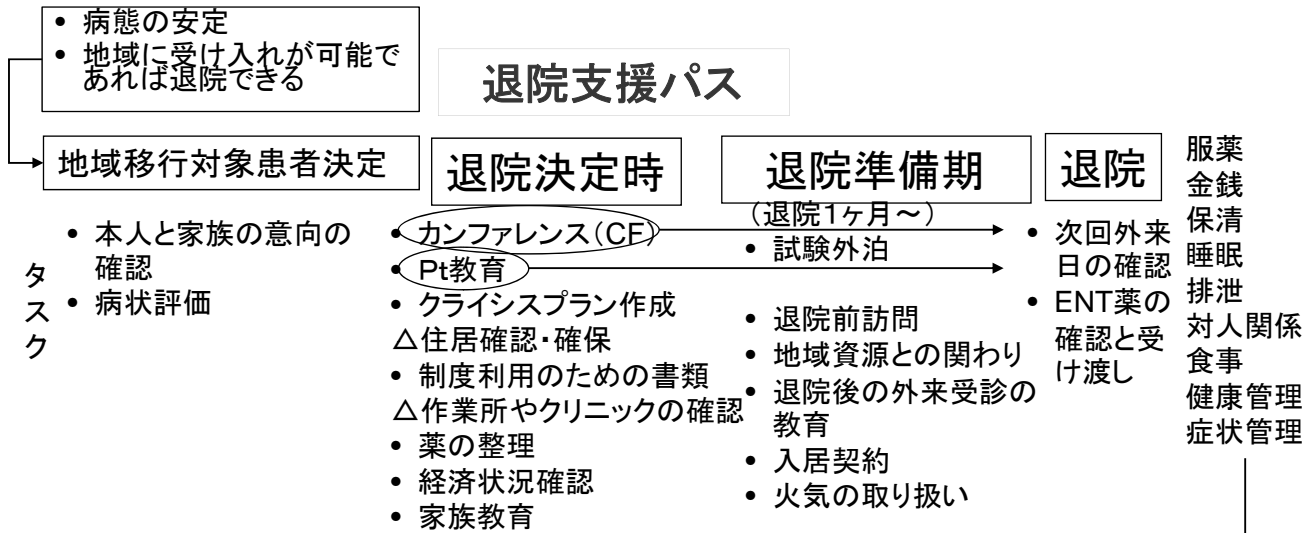 • 病態の安定
• 地域に受け入れが可能で
あれば退院できる
退院支援パス
地域移行対象患者決定
退院決定時
退院準備期
退院
タスク
• 本人と家族の意向の
確認
• 病状評価
• カンファレンス(CF)
• Pt教育
• クライシスプラン作成
△住居確認・確保
• 制度利用のための書類
△作業所やクリニックの確認
• 薬の整理
• 経済状況確認
• 家族教育
(退院1ヶ月~)
• 試験外泊
• 退院前訪問
• 地域資源との関わり
• 退院後の外来受診の
教育
• 入居契約
• 火気の取り扱い
• 次回外来
日の確認
• ENT薬の
確認と受
け渡し
服薬
金銭
保清
睡眠
排泄
対人関係
食事
健康管理
症状管理